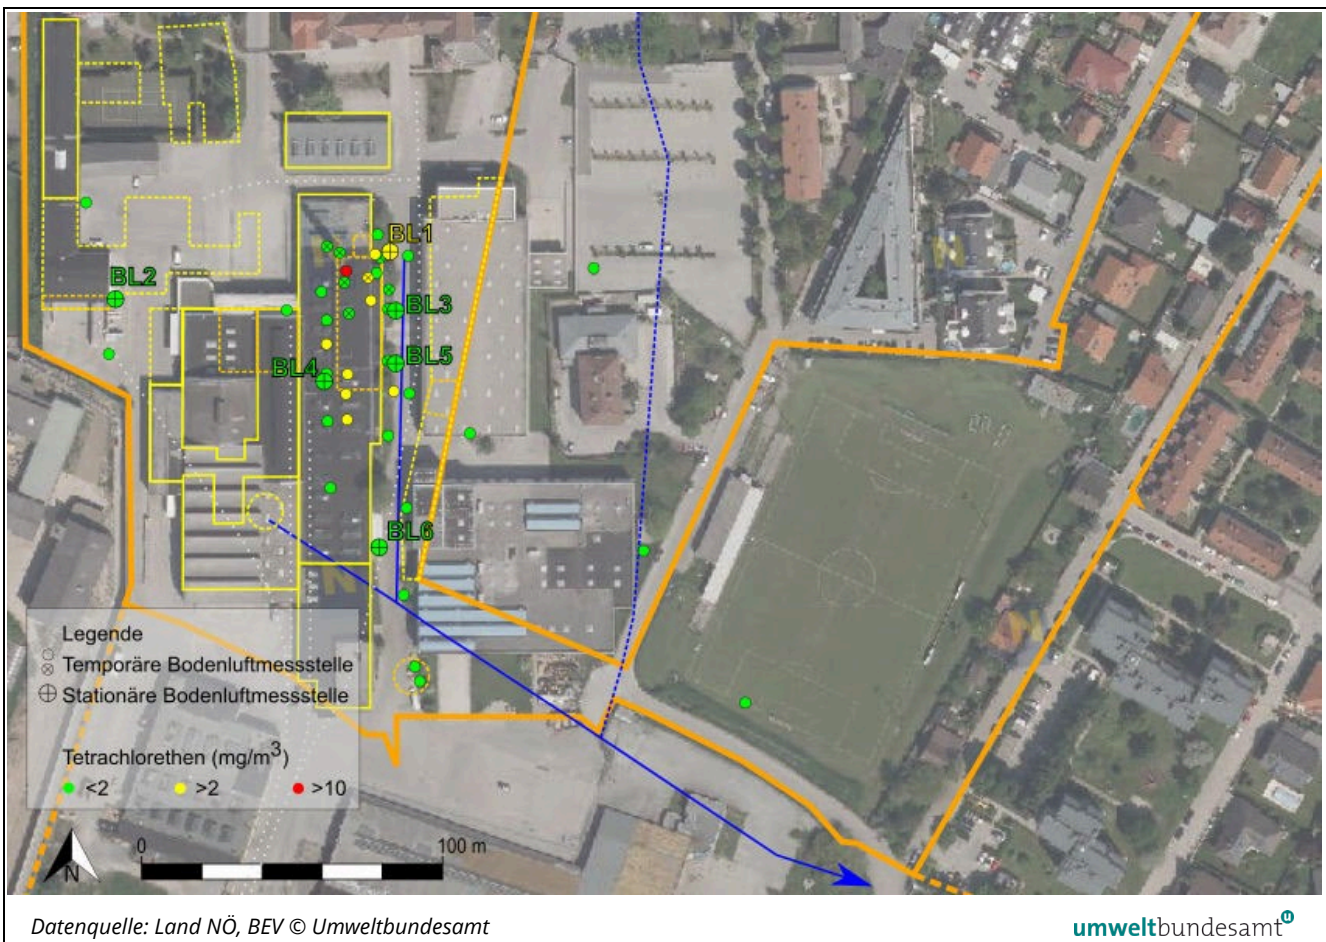 BL1
BL2
BL3
BL5
BL4
BL6
N
N
N
Legende
Temporäre Bodenluftmessstelle
Stationäre Bodenluftmessstelle
Tetrachlorethen (mg/m³)
<2 >2 >10
N
0 100 m
Datenquelle: Land NÖ, BEV © Umweltbundesamt
umweltbundesamt u